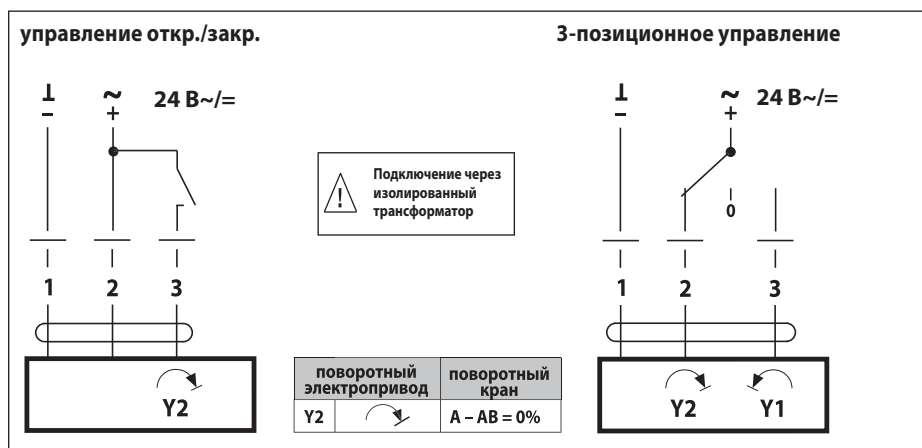 управление откр./закр.
3-позиционное управление
⊥ ~ 24 В~/=
- +
⊥ ~ 24 В~/=
- +
Подключение через
изолированный
трансформатор
0
1 2 3
1 2 3
Y2
поворотный электропривод
поворотный кран
Y2 A – AB = 0%
Y2 Y1